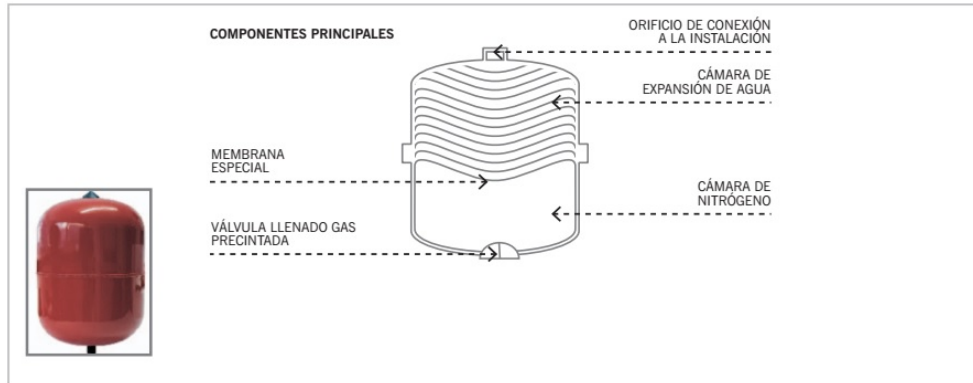 COMPONENTES PRINCIPALES
ORIFICIO DE CONEXIÓN
A LA INSTALACIÓN
CÁMARA DE
EXPANSIÓN DE AGUA
MEMBRANA
ESPECIAL
CÁMARA DE
NITRÓGENO
VÁLVULA LLENADO GAS
PRECINTADA